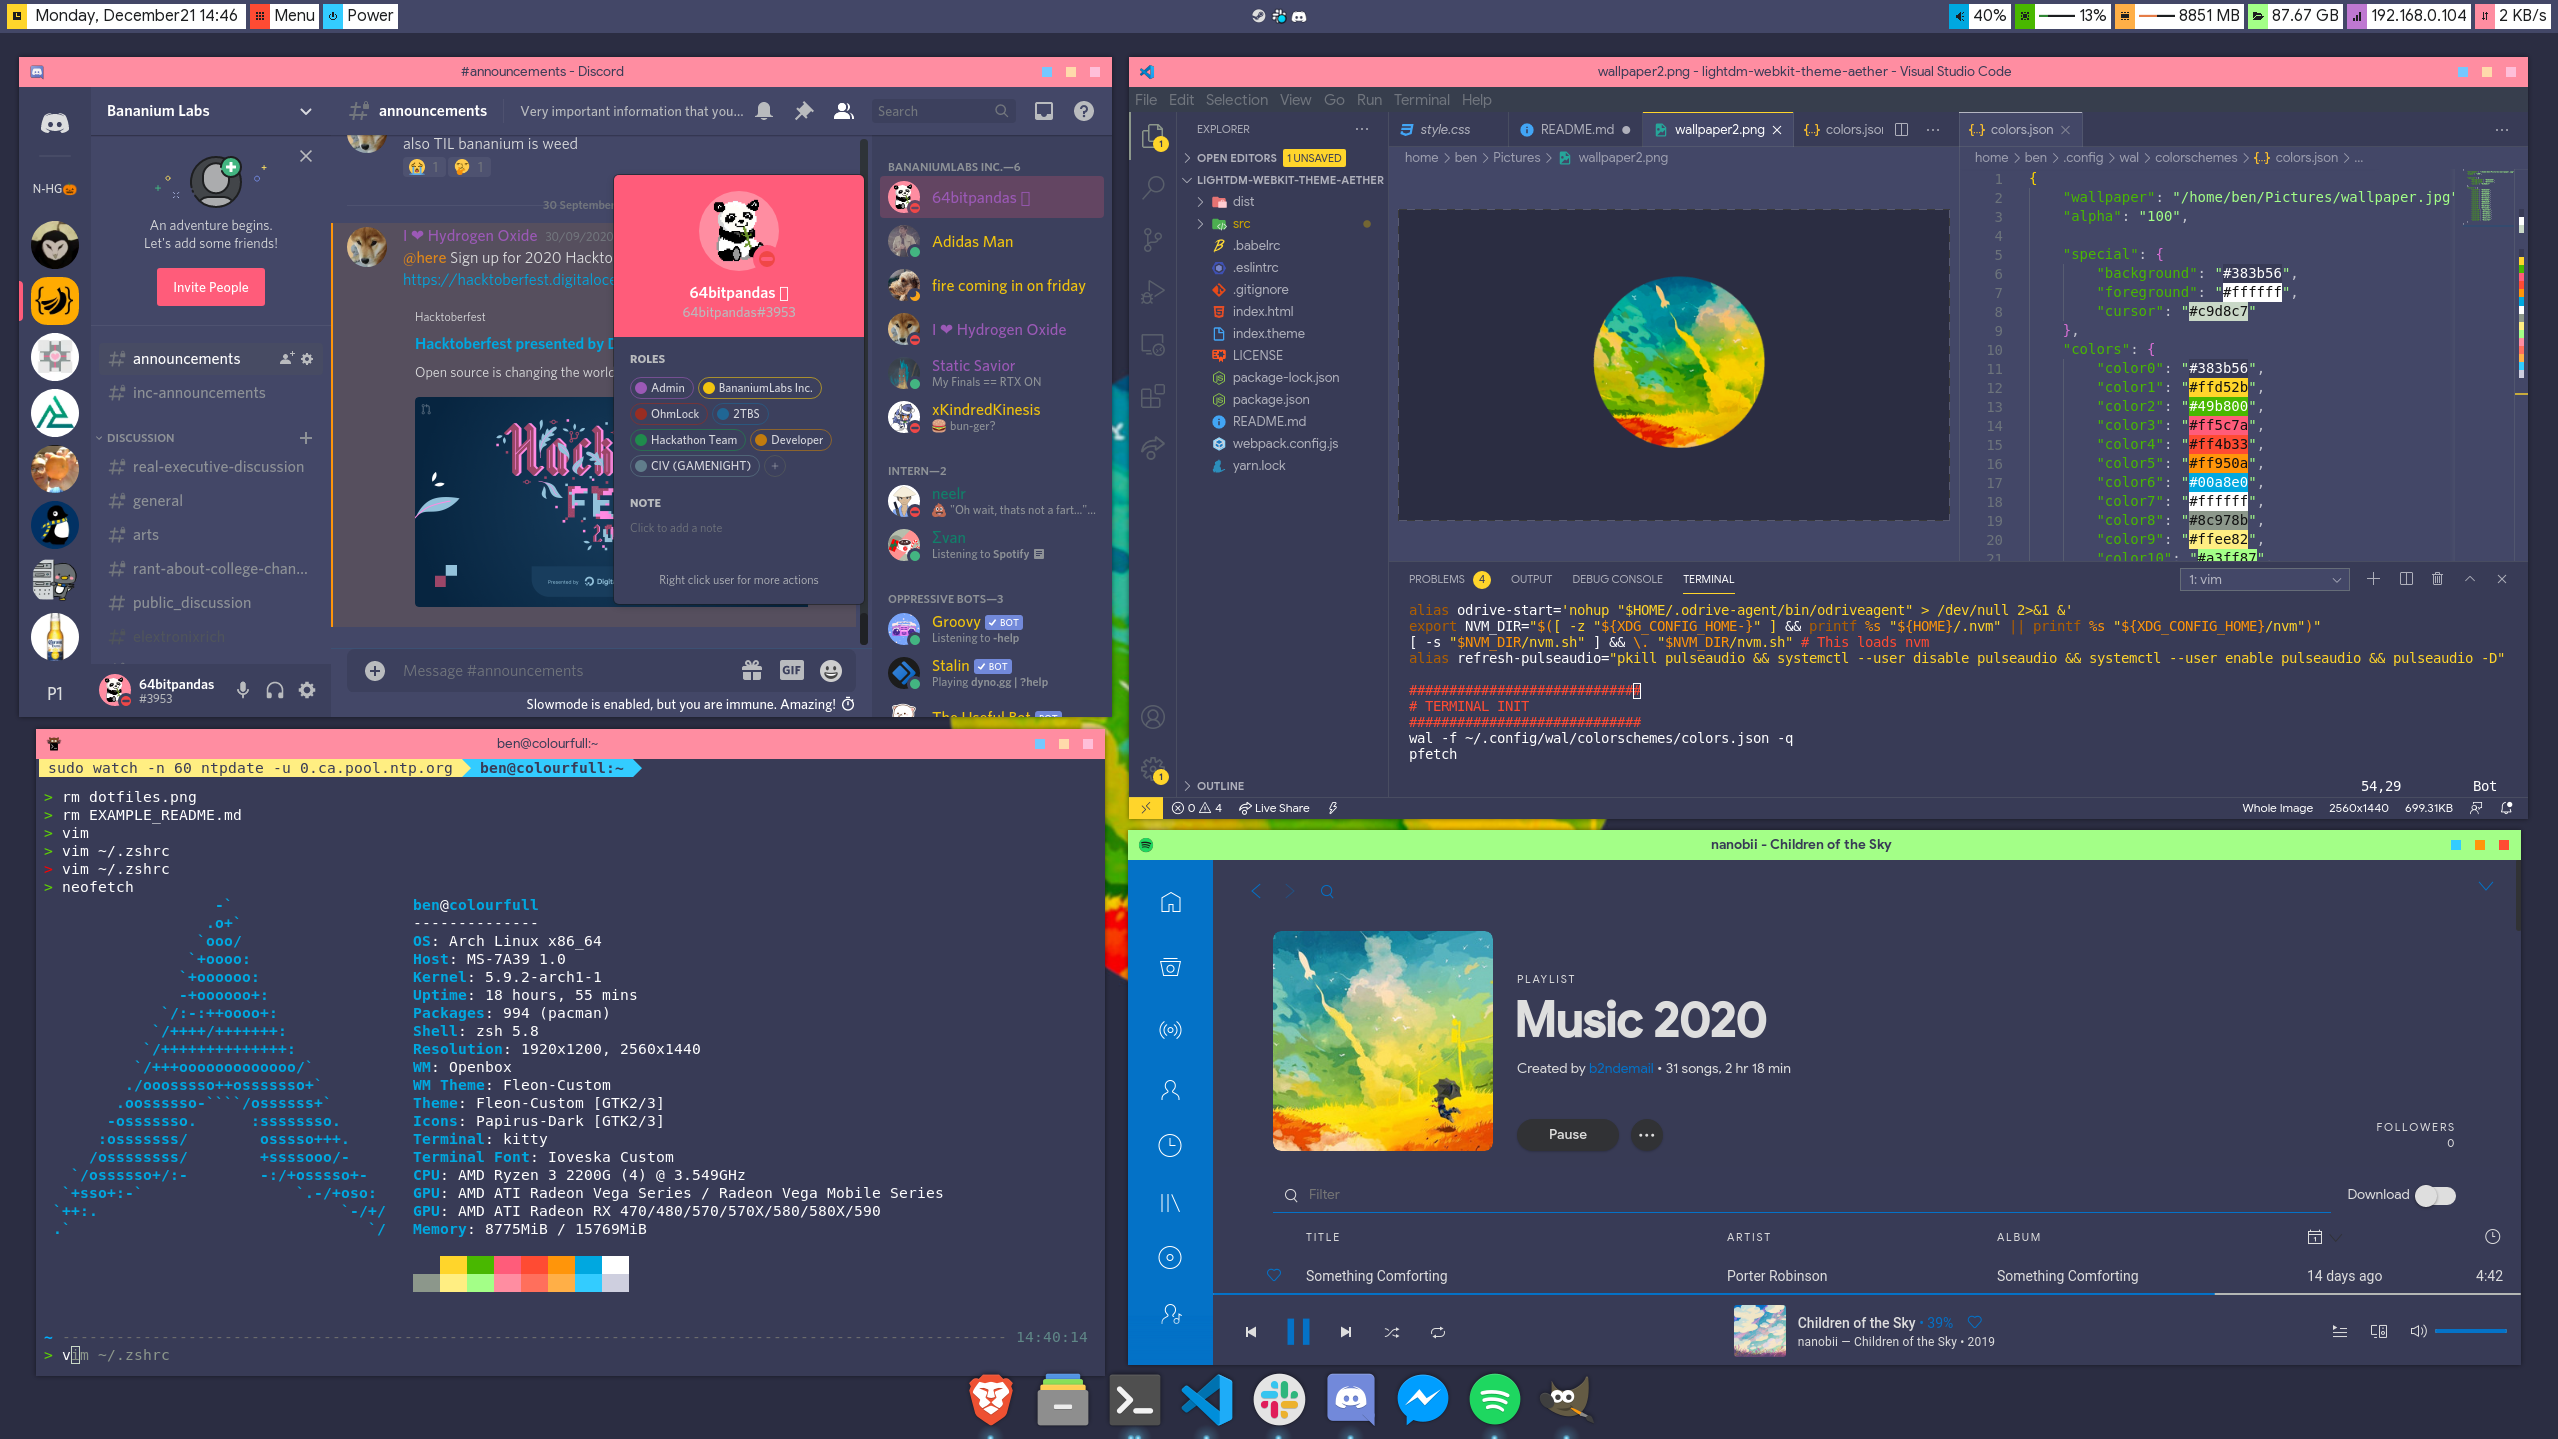 Monday, December21 14:46
Menu
Power
40%
13%
8851 MB
87.67 GB
192.168.0.104
2 KB/s
#announcements - Discord
Bananium Labs
announcements
Very important information that you...
Search
N-HG
An adventure begins.
Let's add some friends!
Invite People
announcements
inc-announcements
DISCUSSION
real-executive-discussion
general
arts
rant-about-college-chan...
public_discussion
elextronixrich
P1
64bitpandas
#3953
also TIL bananium is weed
1
1
30 September
I ❤ Hydrogen Oxide 30/09/2020
@here Sign up for 2020 Hackto
https://hacktoberfest.digitaloce
Hacktoberfest
Hacktoberfest presented by D
Open source is changing the world
Presented by
Message #announcements
GIF
Slowmode is enabled, but you are immune. Amazing!
64bitpandas
64bitpandas#3953
ROLES
Admin
BananiumLabs Inc.
OhmLock
2TBS
Hackathon Team
Developer
CIV (GAMENIGHT)
+
NOTE
Click to add a note
Right click user for more actions
BANANIUMLABS INC.—6
64bitpandas
Adidas Man
fire coming in on friday
I ❤ Hydrogen Oxide
Static Savior
My Finals == RTX ON
xKindredKinesis
bun-ger?
INTERN—2
neelr
"Oh wait, thats not a fart..."...
Σvan
Listening to Spotify
OPPRESSIVE BOTS—3
Groovy BOT
Listening to -help
Stalin BOT
Playing dyno.gg | ?help
The Useful Bot BOT
wallpaper2.png - lightdm-webkit-theme-aether - Visual Studio Code
File Edit Selection View Go Run Terminal Help
EXPLORER
OPEN EDITORS 1 UNSAVED
LIGHTDM-WEBKIT-THEME-AETHER
dist
src
.babelrc
.eslintrc
.gitignore
index.html
index.theme
LICENSE
package-lock.json
package.json
README.md
webpack.config.js
yarn.lock
OUTLINE
1
1
style.css
README.md
wallpaper2.png
colors.jso
home > ben > Pictures > wallpaper2.png
colors.json
home > ben > .config > wal > colorschemes > {..} colors.json > ...
1 {
2 "wallpaper": "/home/ben/Pictures/wallpaper.jpg"
3 "alpha": "100",
4
5 "special": {
6 "background": "#383b56",
7 "foreground": "#ffffff",
8 "cursor": "#c9d8c7"
9 },
10 "colors": {
11 "color0": "#383b56",
12 "color1": "#ffd52b",
13 "color2": "#49b800",
14 "color3": "#ff5c7a",
15 "color4": "#ff4b33",
16 "color5": "#ff950a",
17 "color6": "#00a8e0",
18 "color7": "#ffffff",
19 "color8": "#8c978b",
20 "color9": "#ffee82",
21 "color10": "#a3ff87"
PROBLEMS 4 OUTPUT DEBUG CONSOLE TERMINAL
1: vim
alias odrive-start='nohup "$HOME/.odrive-agent/bin/odriveagent" > /dev/null 2>&1 &'
export NVM_DIR="$([ -z "${XDG_CONFIG_HOME-}" ] && printf %s "${HOME}/.nvm" || printf %s "${XDG_CONFIG_HOME}/nvm")"
[ -s "$NVM_DIR/nvm.sh" ] && \. "$NVM_DIR/nvm.sh" # This loads nvm
alias refresh-pulseaudio="pkill pulseaudio && systemctl --user disable pulseaudio && systemctl --user enable pulseaudio && pulseaudio -D"
#############################
# TERMINAL INIT
#############################
wal -f ~/.config/wal/colorschemes/colors.json -q
pfetch
54,29 Bot
0 4 Live Share
Whole Image 2560x1440 699.31KB
ben@colourfull:~
sudo watch -n 60 ntpdate -u 0.ca.pool.ntp.org ben@colourfull:~
> rm dotfiles.png
> rm EXAMPLE_README.md
> vim
> vim ~/.zshrc
> vim ~/.zshrc
> neofetch
ben@colourfull
--------------
OS: Arch Linux x86_64
Host: MS-7A39 1.0
Kernel: 5.9.2-arch1-1
Uptime: 18 hours, 55 mins
Packages: 994 (pacman)
Shell: zsh 5.8
Resolution: 1920x1200, 2560x1440
WM: Openbox
WM Theme: Fleon-Custom
Theme: Fleon-Custom [GTK2/3]
Icons: Papirus-Dark [GTK2/3]
Terminal: kitty
Terminal Font: Ioveska Custom
CPU: AMD Ryzen 3 2200G (4) @ 3.549GHz
GPU: AMD ATI Radeon Vega Series / Radeon Vega Mobile Series
GPU: AMD ATI Radeon RX 470/480/570/570X/580/580X/590
Memory: 8775MiB / 15769MiB
~ 14:40:14
> vim ~/.zshrc
nanobii - Children of the Sky
PLAYLIST
Music 2020
Created by b2ndemail • 31 songs, 2 hr 18 min
Pause
FOLLOWERS
0
Filter
Download
TITLE ARTIST ALBUM
Something Comforting Porter Robinson Something Comforting 14 days ago 4:42
Children of the Sky • 39%
nanobii — Children of the Sky • 2019